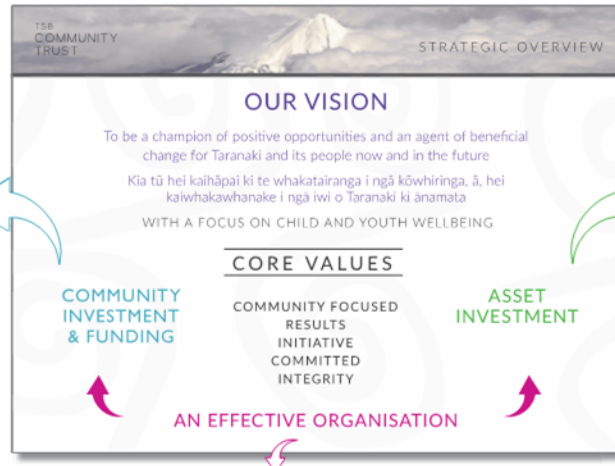 TSB
COMMUNITY
TRUST
STRATEGIC OVERVIEW
OUR VISION
To be a champion of positive opportunities and an agent of beneficial
change for Taranaki and its people now and in the future
Kia tū hei kaihāpai ki te whakatairanga i ngā kōwhiringa, ā, hei
kaiwhakawhanake i ngā iwi o Taranaki ki ānamata
WITH A FOCUS ON CHILD AND YOUTH WELLBEING
CORE VALUES
COMMUNITY
INVESTMENT
& FUNDING
COMMUNITY FOCUSED
RESULTS
INITIATIVE
COMMITTED
INTEGRITY
ASSET
INVESTMENT
AN EFFECTIVE ORGANISATION